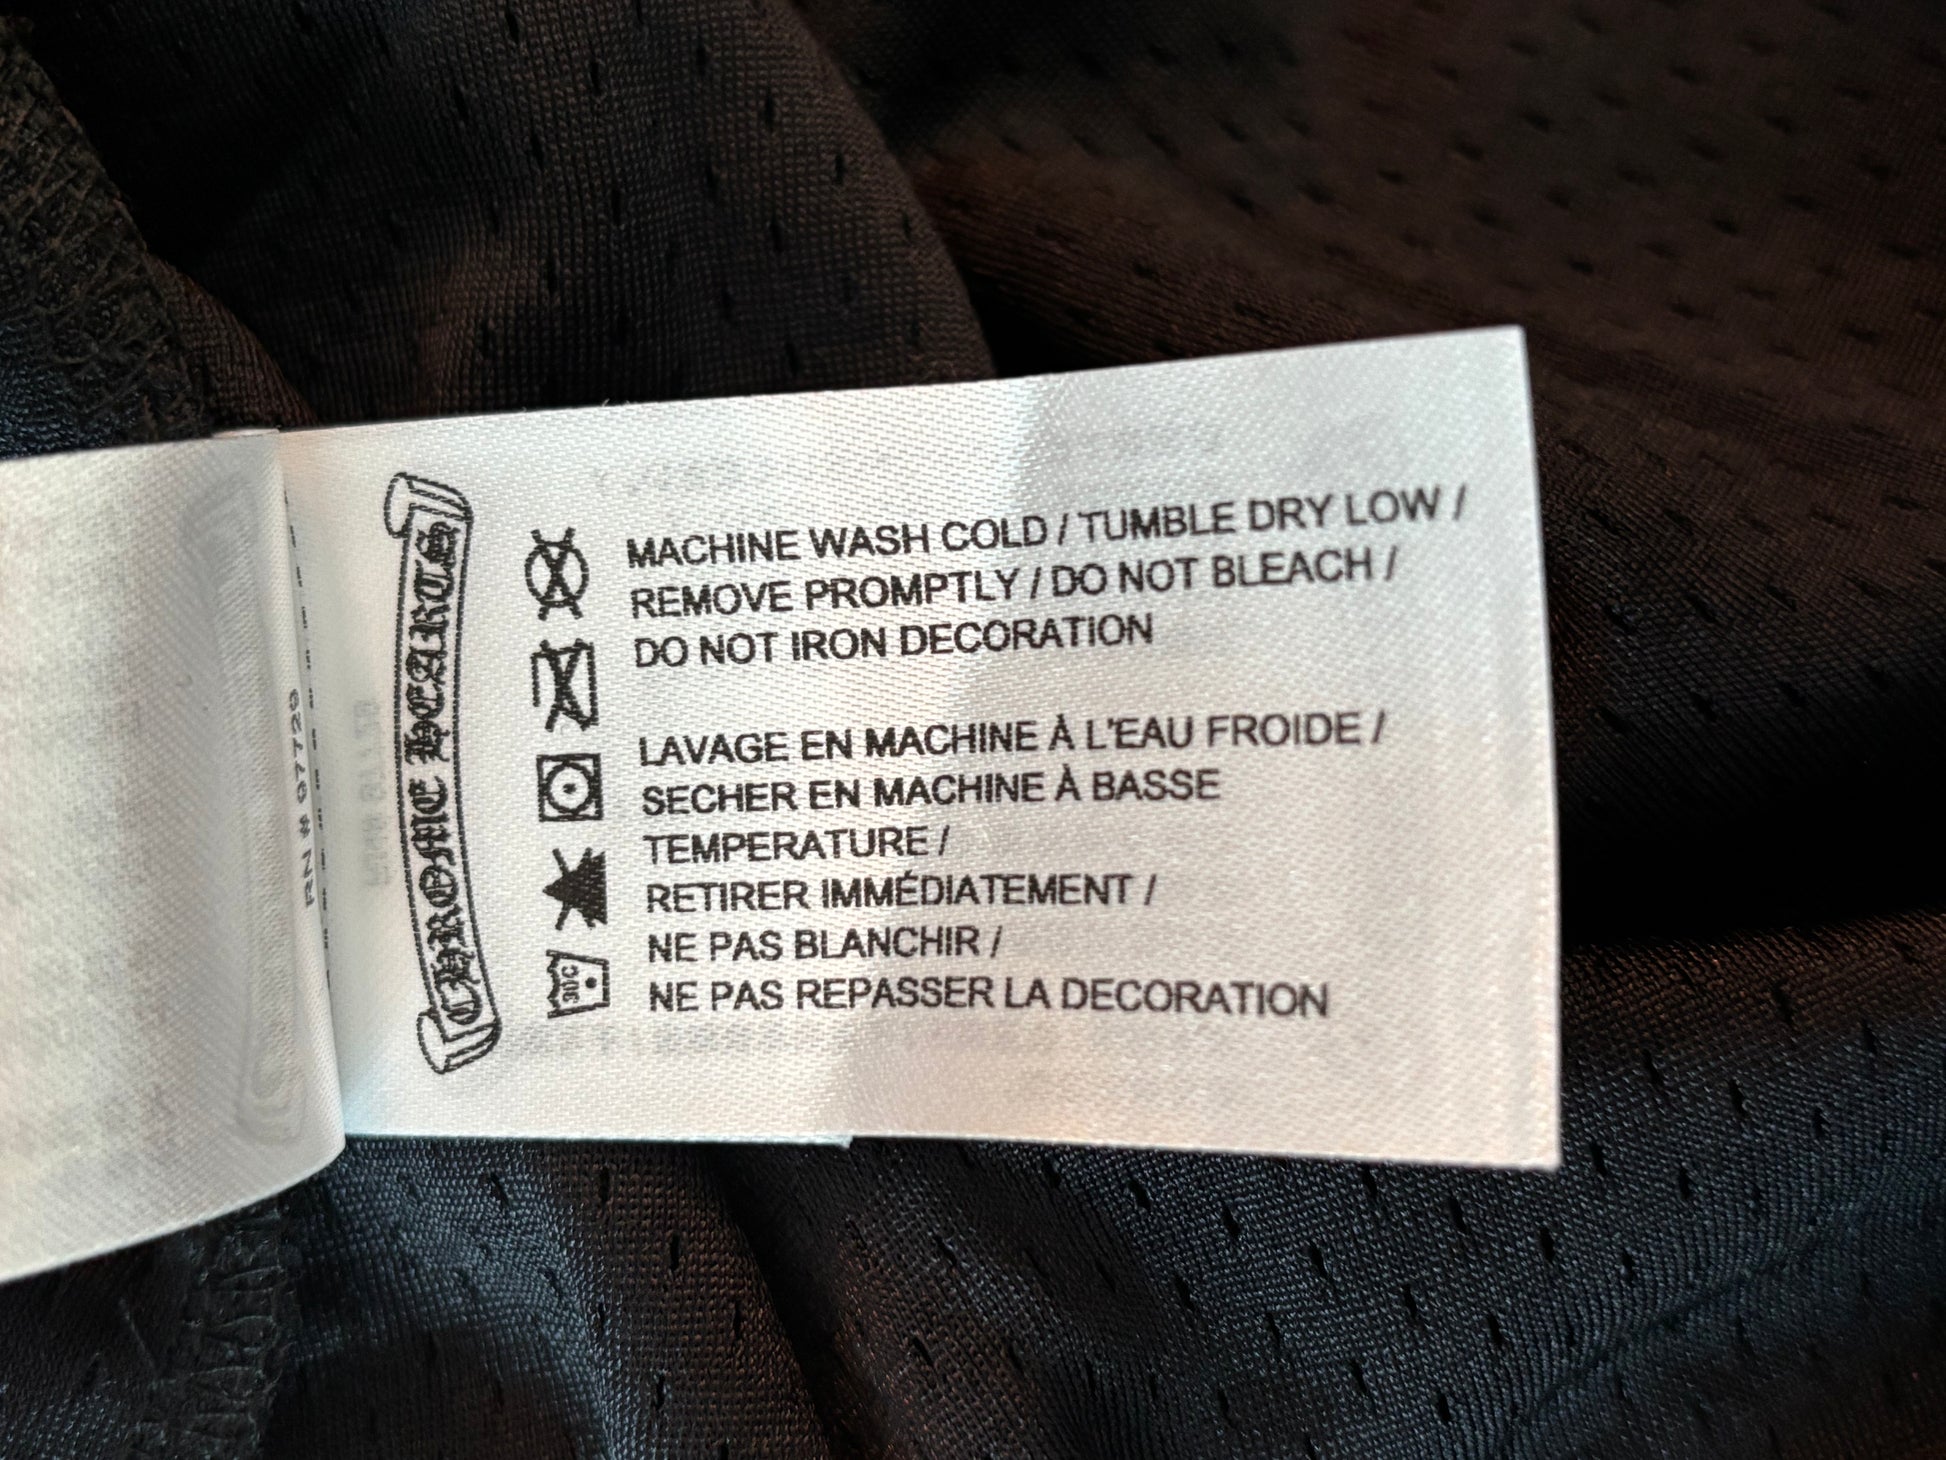 MACHINE WASH COLD / TUMBLE DRY LOW /
REMOVE PROMPTLY / DO NOT BLEACH /
DO NOT IRON DECORATION
LAVAGE EN MACHINE À L'EAU FROIDE /
SECHER EN MACHINE À BASSE
TEMPERATURE /
RETIRER IMMÉDIATEMENT /
NE PAS BLANCHIR /
NE PAS REPASSER LA DECORATION
CHROME HEARTS
30C
RN # 97729